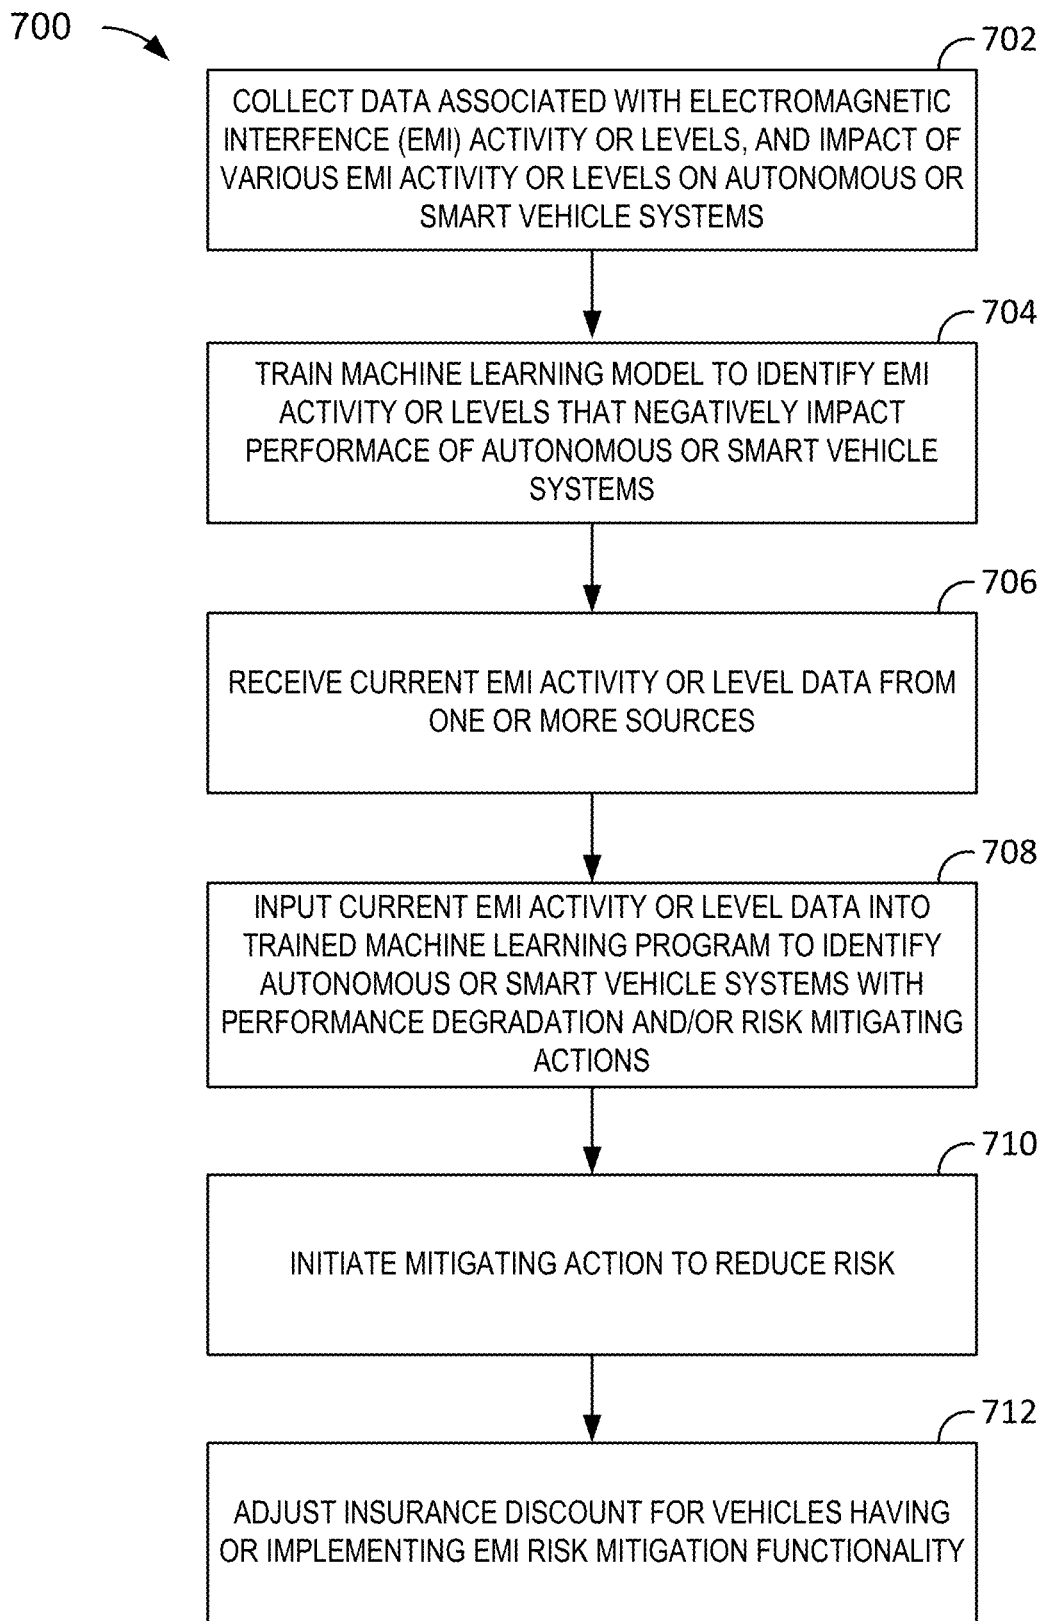 700
702
COLLECT DATA ASSOCIATED WITH ELECTROMAGNETIC
INTERFENCE (EMI) ACTIVITY OR LEVELS, AND IMPACT OF
VARIOUS EMI ACTIVITY OR LEVELS ON AUTONOMOUS OR
SMART VEHICLE SYSTEMS
704
TRAIN MACHINE LEARNING MODEL TO IDENTIFY EMI
ACTIVITY OR LEVELS THAT NEGATIVELY IMPACT
PERFORMACE OF AUTONOMOUS OR SMART VEHICLE
SYSTEMS
706
RECEIVE CURRENT EMI ACTIVITY OR LEVEL DATA FROM
ONE OR MORE SOURCES
708
INPUT CURRENT EMI ACTIVITY OR LEVEL DATA INTO
TRAINED MACHINE LEARNING PROGRAM TO IDENTIFY
AUTONOMOUS OR SMART VEHICLE SYSTEMS WITH
PERFORMANCE DEGRADATION AND/OR RISK MITIGATING
ACTIONS
710
INITIATE MITIGATING ACTION TO REDUCE RISK
712
ADJUST INSURANCE DISCOUNT FOR VEHICLES HAVING
OR IMPLEMENTING EMI RISK MITIGATION FUNCTIONALITY